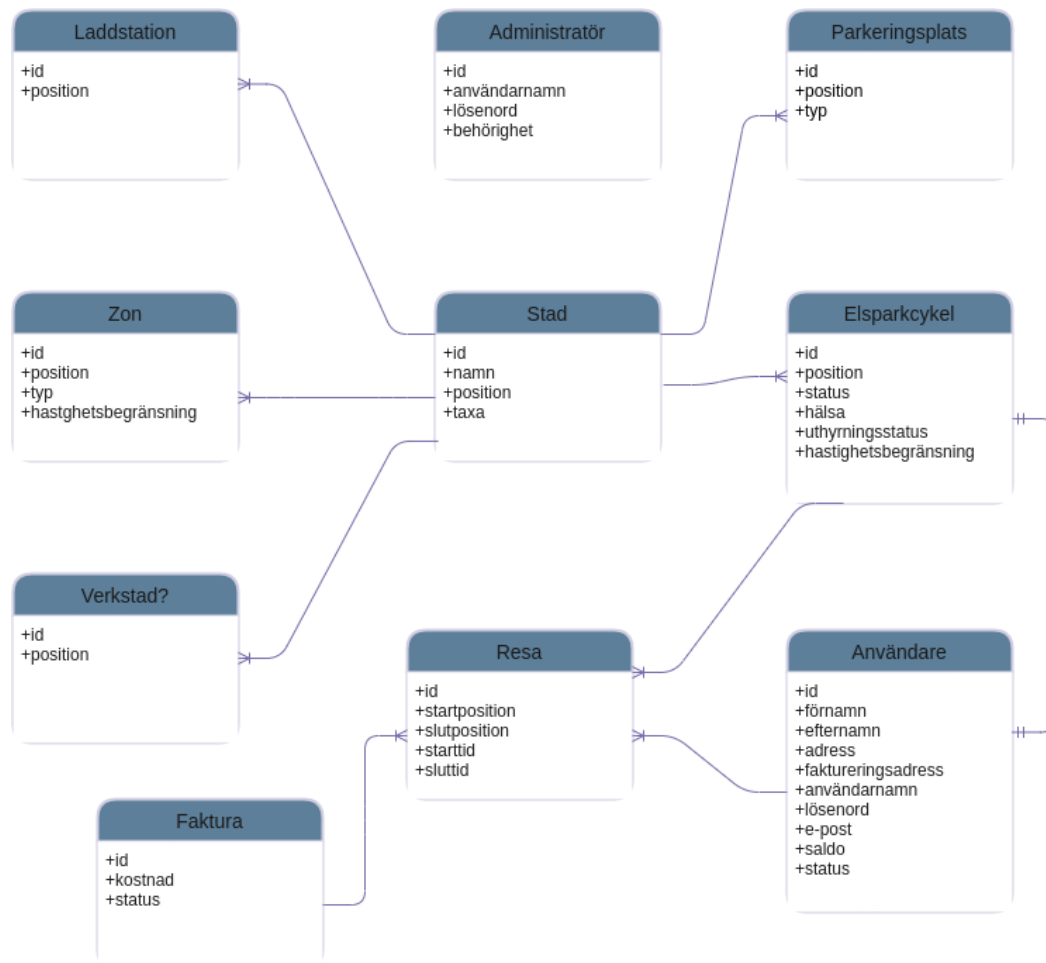 Laddstation
+id
+position
Administratör
+id
+användarnamn
+lösenord
+behörighet
Parkeringsplats
+id
+position
+typ
Zon
+id
+position
+typ
+hastghetsbegränsning
Stad
+id
+namn
+position
+taxa
Elsparkcykel
+id
+position
+status
+hälsa
+uthyrningsstatus
+hastighetsbegränsning
Verkstad?
+id
+position
Resa
+id
+startposition
+slutposition
+starttid
+sluttid
Användare
+id
+förnamn
+efternamn
+adress
+faktureringsadress
+användarnamn
+lösenord
+e-post
+saldo
+status
Faktura
+id
+kostnad
+status